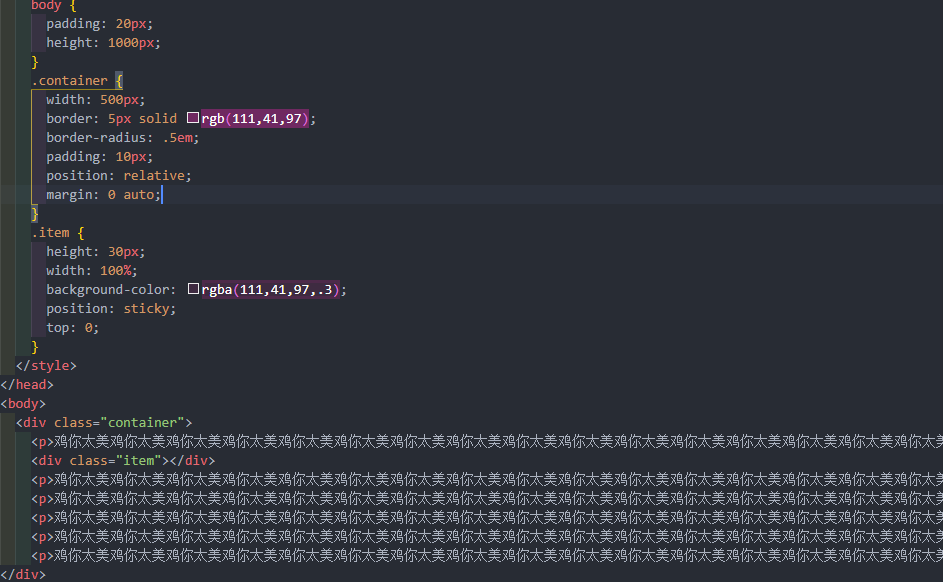 body {
padding: 20px;
height: 1000px;
}
.container {
width: 500px;
border: 5px solid rgb(111,41,97);
border-radius: .5em;
padding: 10px;
position: relative;
margin: 0 auto;
}
.item {
height: 30px;
width: 100%;
background-color: rgba(111,41,97,.3);
position: sticky;
top: 0;
}
</style>
</head>
<body>
<div class="container">
<p>鸡你太美鸡你太美鸡你太美鸡你太美鸡你太美鸡你太美鸡你太美鸡你太美鸡你太美鸡你太美鸡你太美鸡你太美鸡你太美鸡你太美鸡你太美鸡你太美
<div class="item"></div>
<p>鸡你太美鸡你太美鸡你太美鸡你太美鸡你太美鸡你太美鸡你太美鸡你太美鸡你太美鸡你太美鸡你太美鸡你太美鸡你太美鸡你太美鸡你太美鸡你太美
<p>鸡你太美鸡你太美鸡你太美鸡你太美鸡你太美鸡你太美鸡你太美鸡你太美鸡你太美鸡你太美鸡你太美鸡你太美鸡你太美鸡你太美鸡你太美鸡你太美
<p>鸡你太美鸡你太美鸡你太美鸡你太美鸡你太美鸡你太美鸡你太美鸡你太美鸡你太美鸡你太美鸡你太美鸡你太美鸡你太美鸡你太美鸡你太美鸡你太美
<p>鸡你太美鸡你太美鸡你太美鸡你太美鸡你太美鸡你太美鸡你太美鸡你太美鸡你太美鸡你太美鸡你太美鸡你太美鸡你太美鸡你太美鸡你太美鸡你太美
<p>鸡你太美鸡你太美鸡你太美鸡你太美鸡你太美鸡你太美鸡你太美鸡你太美鸡你太美鸡你太美鸡你太美鸡你太美鸡你太美鸡你太美鸡你太美鸡你太美
</div>